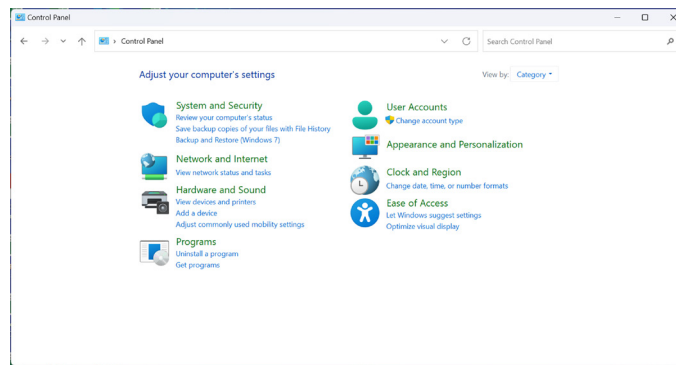 Control Panel
Control Panel
Search Control Panel
Adjust your computer's settings
View by: Category
System and Security
Review your computer's status
Save backup copies of your files with File History
Backup and Restore (Windows 7)
Network and Internet
View network status and tasks
Hardware and Sound
View devices and printers
Add a device
Adjust commonly used mobility settings
Programs
Uninstall a program
Get programs
User Accounts
Change account type
Appearance and Personalization
Clock and Region
Change date, time, or number formats
Ease of Access
Let Windows suggest settings
Optimize visual display